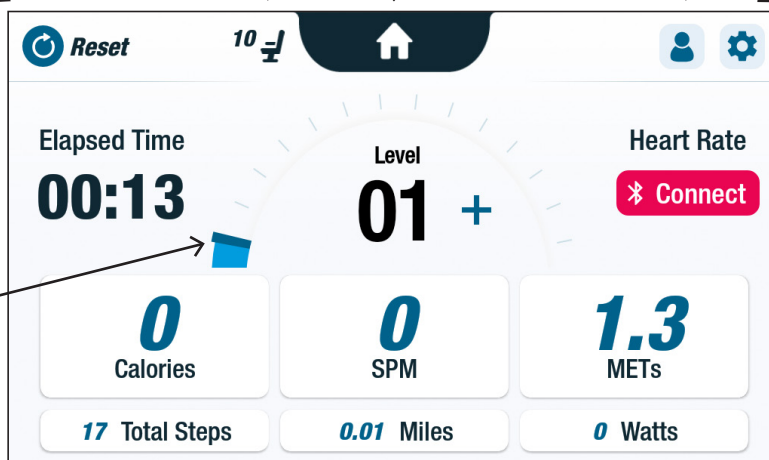 Reset
10
Elapsed Time
00:13
Level
01 +
Heart Rate
Connect
0
Calories
0
SPM
1.3
METs
17 Total Steps
0.01 Miles
0 Watts